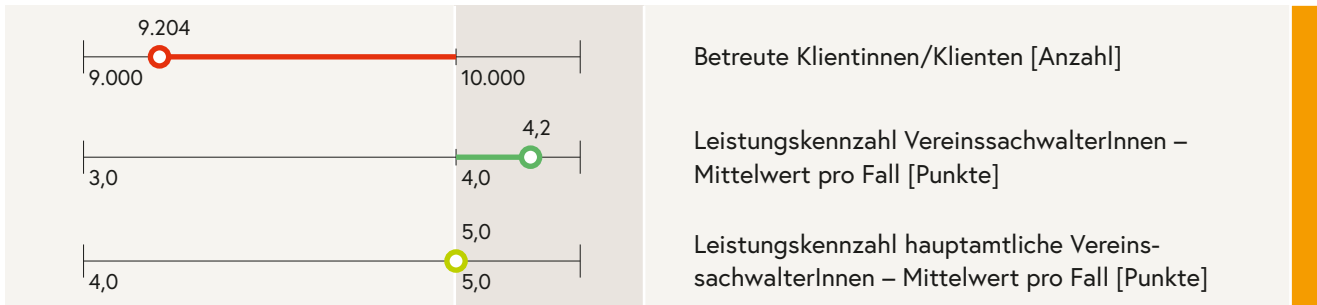 9.204
9.000
10.000
Betreute Klientinnen/Klienten [Anzahl]
4,2
3,0
4,0
Leistungskennzahl VereinssachwalterInnen –
Mittelwert pro Fall [Punkte]
5,0
4,0
5,0
Leistungskennzahl hauptamtliche Vereins-
sachwalterInnen – Mittelwert pro Fall [Punkte]